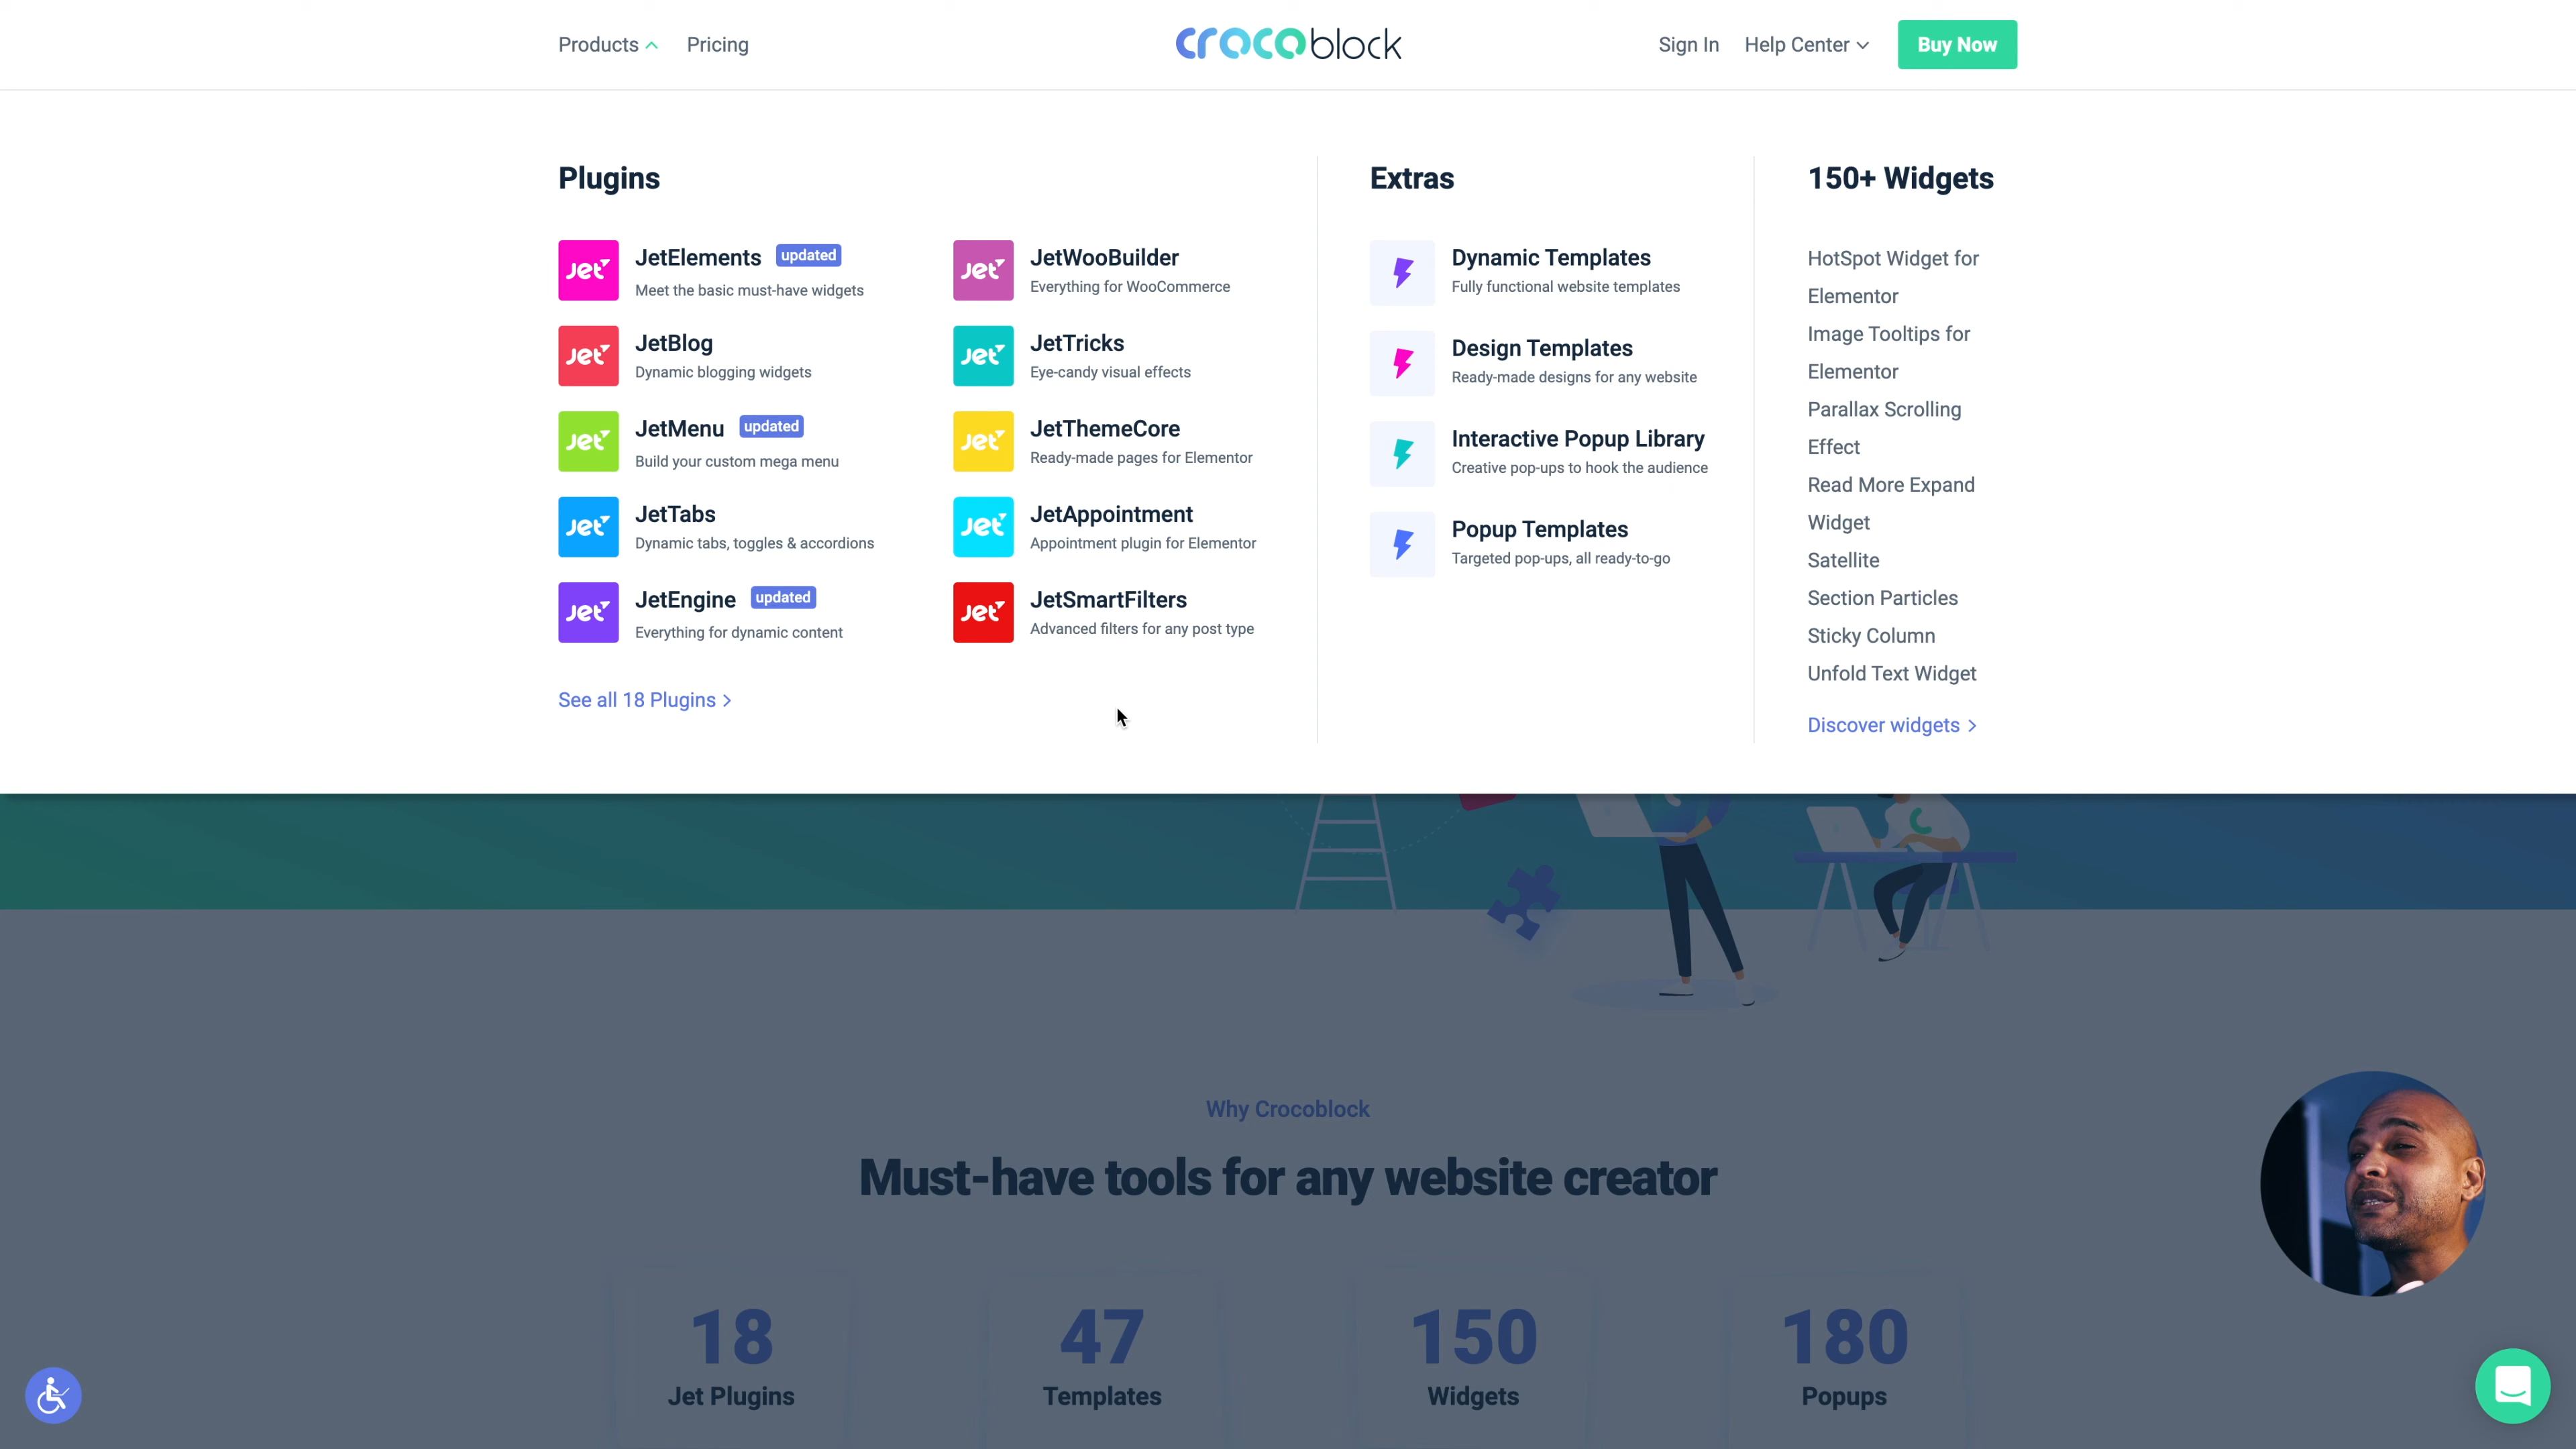 Products
Pricing
crocoblock
Sign In
Help Center
Buy Now
Plugins
JetElements updated
Meet the basic must-have widgets
JetBlog
Dynamic blogging widgets
JetMenu updated
Build your custom mega menu
JetTabs
Dynamic tabs, toggles & accordions
JetEngine updated
Everything for dynamic content
See all 18 Plugins >
JetWooBuilder
Everything for WooCommerce
JetTricks
Eye-candy visual effects
JetThemeCore
Ready-made pages for Elementor
JetAppointment
Appointment plugin for Elementor
JetSmartFilters
Advanced filters for any post type
Jet
Jet
Jet
Jet
Jet
Jet
Jet
Jet
Jet
Jet
Extras
Dynamic Templates
Fully functional website templates
Design Templates
Ready-made designs for any website
Interactive Popup Library
Creative pop-ups to hook the audience
Popup Templates
Targeted pop-ups, all ready-to-go
150+ Widgets
HotSpot Widget for
Elementor
Image Tooltips for
Elementor
Parallax Scrolling
Effect
Read More Expand
Widget
Satellite
Section Particles
Sticky Column
Unfold Text Widget
Discover widgets >
Why Crocoblock
Must-have tools for any website creator
18
Jet Plugins
47
Templates
150
Widgets
180
Popups